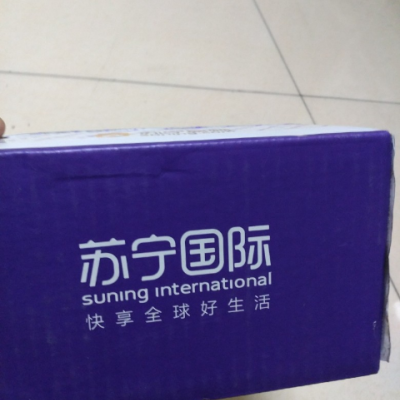 苏宁国际
suning international
快享全球好生活